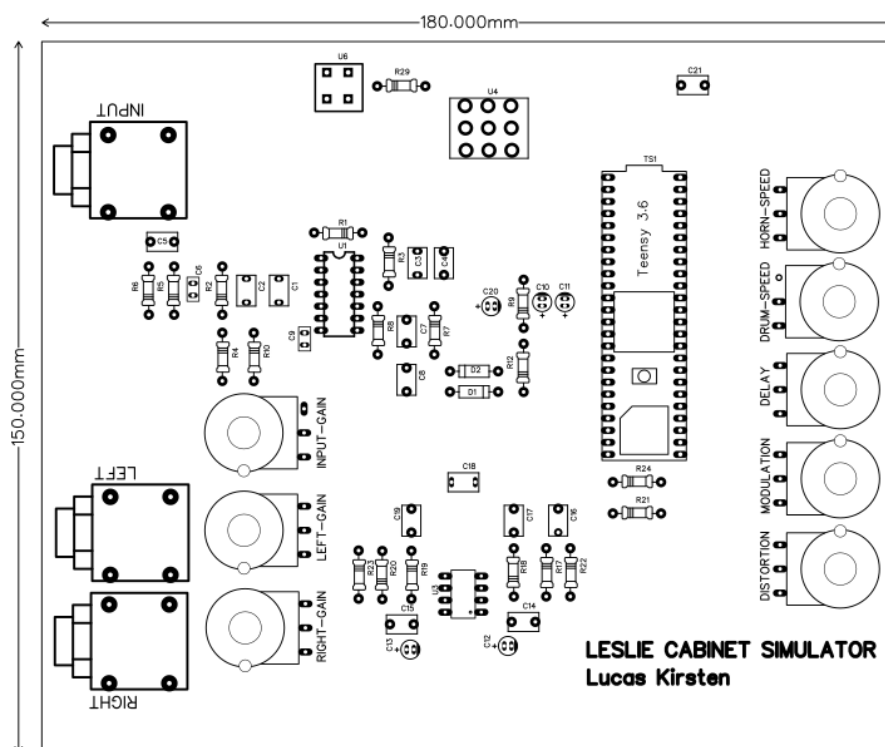 180.000mm
150.000mm
U6
R29
C21
U4
INPUT
TS1
Teensy 3.6
HORN-SPEED
C5
R1
U1
R3
C3
C4
R6
R5
C6
R2
C2
C1
C20
R9
C10
C11
DRUM-SPEED
R8
C7
R7
C9
R4
R10
C8
D2
D1
R12
DELAY
INPUT-GAIN
LEFT
C18
R24
R21
MODULATION
LEFT-GAIN
C19
C17
C16
R23
R20
R19
U3
R18
R17
R22
DISTORTION
RIGHT-GAIN
C15
C14
C13
C12
RIGHT
LESLIE CABINET SIMULATOR
Lucas Kirsten